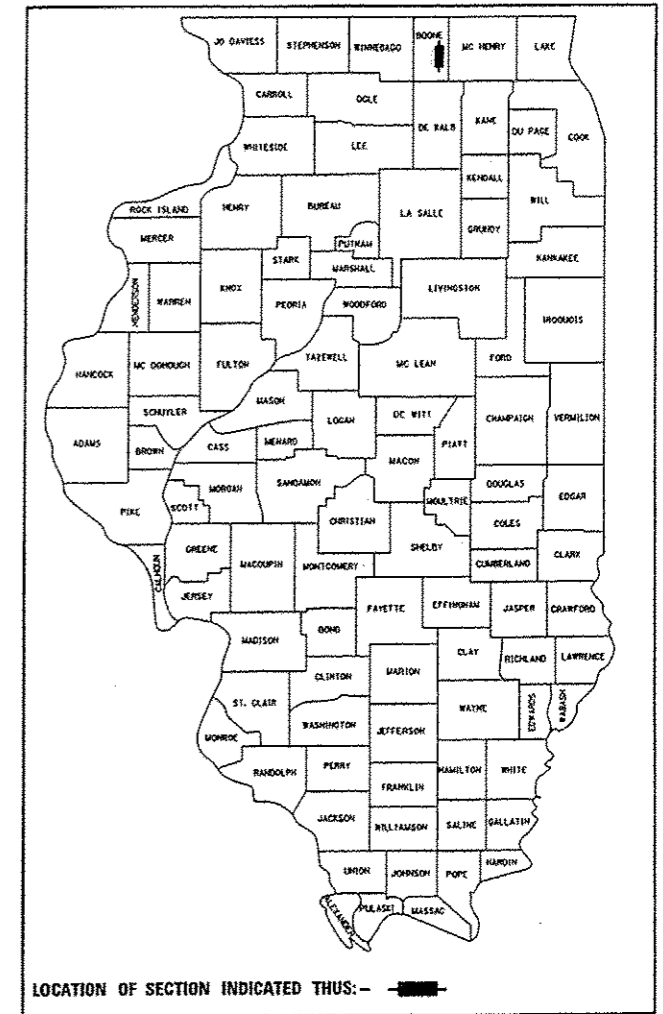 JO DAVIESS STEPHENSON WINNEBAGO BOONE MC HENRY LAKE
CARROLL OGLE DE KALB KANE DU PAGE COOK
WHITESIDE LEE KENDALL WILL
ROCK ISLAND HENRY BUREAU LA SALLE GRUNDY
MERCER PUTNAM KANKAKEE
STARK MARSHALL
HENDERSON WARREN KNOX PEORIA WOODFORD LIVINGSTON IROQUOIS
HANCOCK MC DONOUGH FULTON TAZEWELL MC LEAN FORD
SCHUYLER MASON LOGAN DE WITT CHAMPAIGN VERMILION
ADAMS BROWN CASS MENARD MACON PIATT
PIKE SCOTT MORGAN SANGAMON MOULTRIE DOUGLAS EDGAR
CHRISTIAN COLES
CALHOUN GREENE MACOUPIN MONTGOMERY SHELBY CUMBERLAND CLARK
JERSEY FAYETTE EFFINGHAM JASPER CRAWFORD
MADISON BOND CLAY RICHLAND LAWRENCE
CLINTON MARION
ST. CLAIR WAYNE EDWARDS WABASH
MONROE WASHINGTON JEFFERSON
RANDOLPH PERRY HAMILTON WHITE
FRANKLIN
JACKSON WILLIAMSON SALINE GALLATIN
UNION JOHNSON POPE HARDIN
ALEXANDER PULASKI MASSAC
LOCATION OF SECTION INDICATED THUS:-